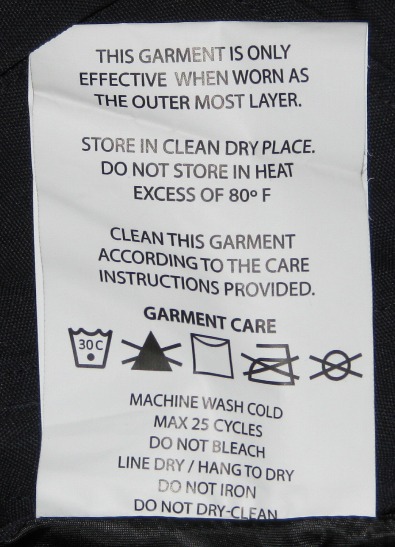 THIS GARMENT IS ONLY
EFFECTIVE WHEN WORN AS
THE OUTER MOST LAYER.
STORE IN CLEAN DRY PLACE.
DO NOT STORE IN HEAT
EXCESS OF 80º F
CLEAN THIS GARMENT
ACCORDING TO THE CARE
INSTRUCTIONS PROVIDED.
GARMENT CARE
30 C
MACHINE WASH COLD
MAX 25 CYCLES
DO NOT BLEACH
LINE DRY / HANG TO DRY
DO NOT IRON
DO NOT DRY-CLEAN